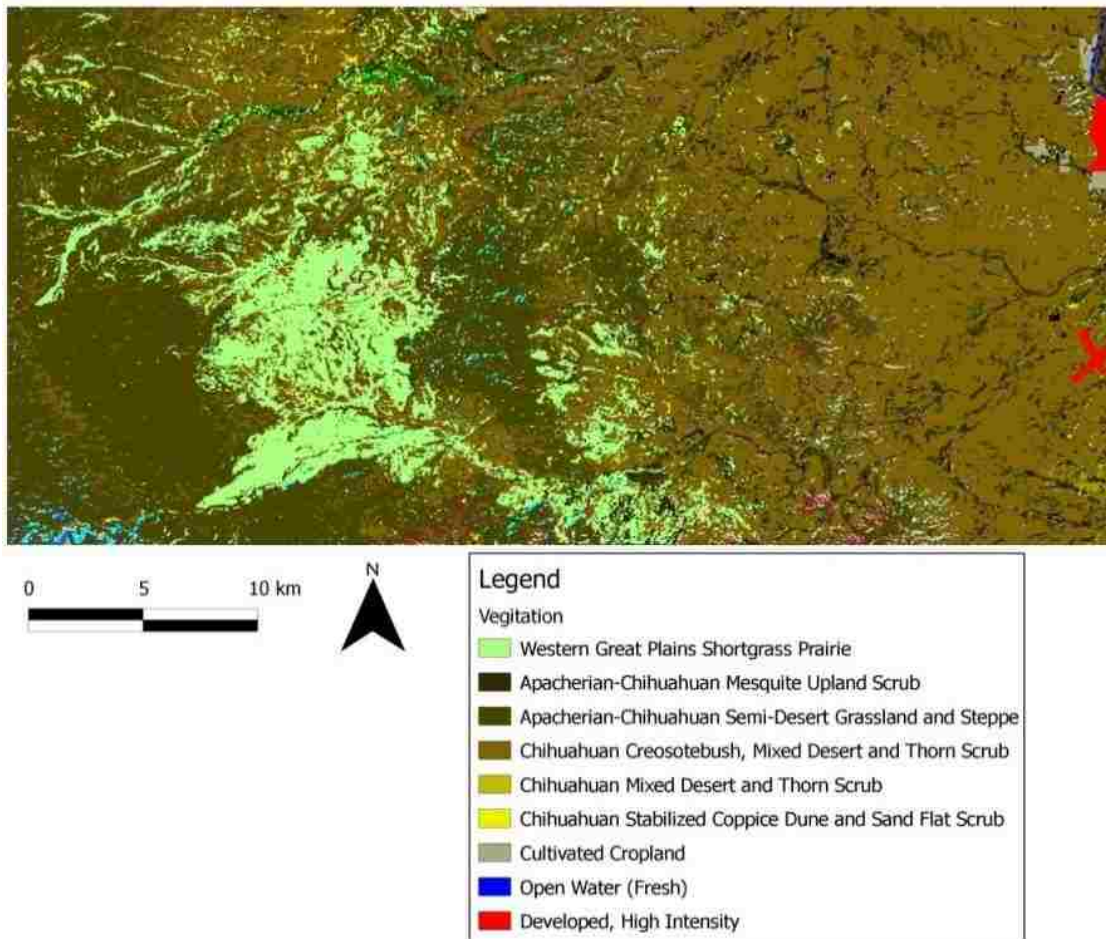 0 5 10 km
N
Legend
Vegitation
Western Great Plains Shortgrass Prairie
Apacherian-Chihuahuan Mesquite Upland Scrub
Apacherian-Chihuahuan Semi-Desert Grassland and Steppe
Chihuahuan Creosotebush, Mixed Desert and Thorn Scrub
Chihuahuan Mixed Desert and Thorn Scrub
Chihuahuan Stabilized Coppice Dune and Sand Flat Scrub
Cultivated Cropland
Open Water (Fresh)
Developed, High Intensity